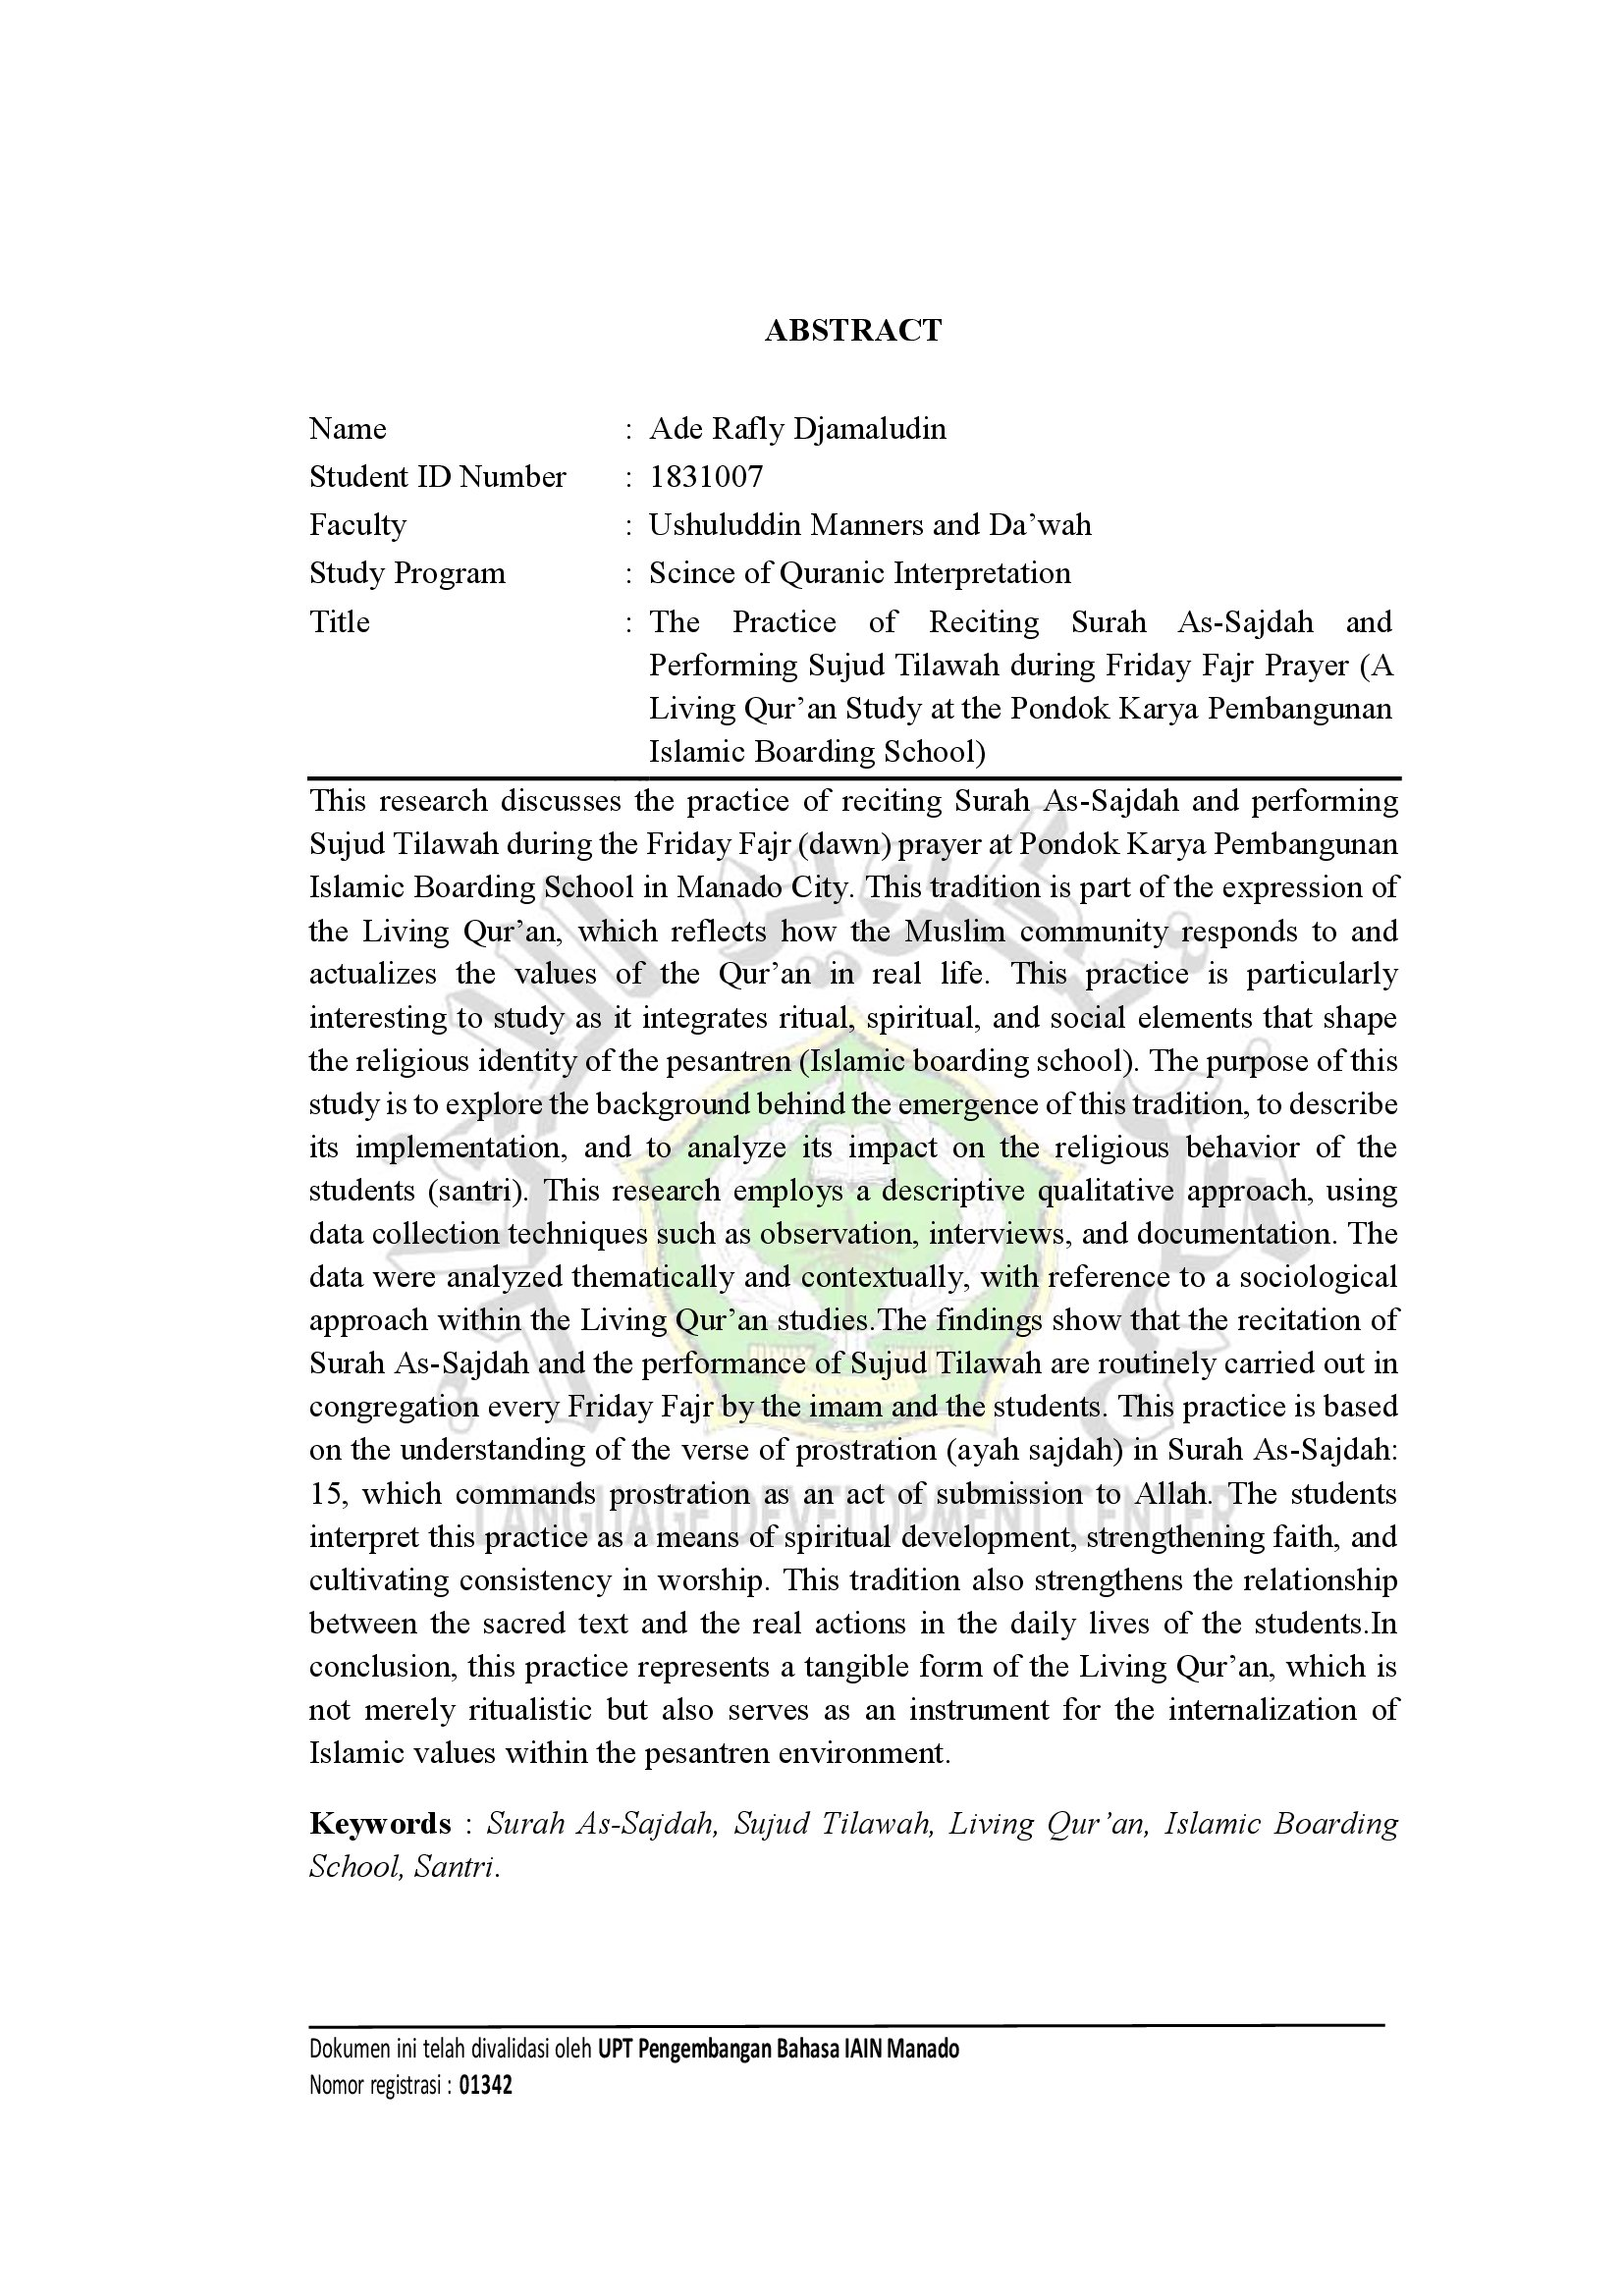 ABSTRACT
Name : Ade Rafly Djamaludin
Student ID Number : 1831007
Faculty : Ushuluddin Manners and Da’wah
Study Program : Scince of Quranic Interpretation
Title : The Practice of Reciting Surah As-Sajdah and
Performing Sujud Tilawah during Friday Fajr Prayer (A
Living Qur’an Study at the Pondok Karya Pembangunan
Islamic Boarding School)
This research discusses the practice of reciting Surah As-Sajdah and performing
Sujud Tilawah during the Friday Fajr (dawn) prayer at Pondok Karya Pembangunan
Islamic Boarding School in Manado City. This tradition is part of the expression of
the Living Qur’an, which reflects how the Muslim community responds to and
actualizes the values of the Qur’an in real life. This practice is particularly
interesting to study as it integrates ritual, spiritual, and social elements that shape
the religious identity of the pesantren (Islamic boarding school). The purpose of this
study is to explore the background behind the emergence of this tradition, to describe
its implementation, and to analyze its impact on the religious behavior of the
students (santri). This research employs a descriptive qualitative approach, using
data collection techniques such as observation, interviews, and documentation. The
data were analyzed thematically and contextually, with reference to a sociological
approach within the Living Qur’an studies.The findings show that the recitation of
Surah As-Sajdah and the performance of Sujud Tilawah are routinely carried out in
congregation every Friday Fajr by the imam and the students. This practice is based
on the understanding of the verse of prostration (ayah sajdah) in Surah As-Sajdah:
15, which commands prostration as an act of submission to Allah. The students
LANGUAGE DEVELOPMENT CENTER
interpret this practice as a means of spiritual development, strengthening faith, and
cultivating consistency in worship. This tradition also strengthens the relationship
between the sacred text and the real actions in the daily lives of the students.In
conclusion, this practice represents a tangible form of the Living Qur’an, which is
not merely ritualistic but also serves as an instrument for the internalization of
Islamic values within the pesantren environment.
Keywords : Surah As-Sajdah, Sujud Tilawah, Living Qur’an, Islamic Boarding
School, Santri.
Dokumen ini telah divalidasi oleh UPT Pengembangan Bahasa IAIN Manado
Nomor registrasi : 01342